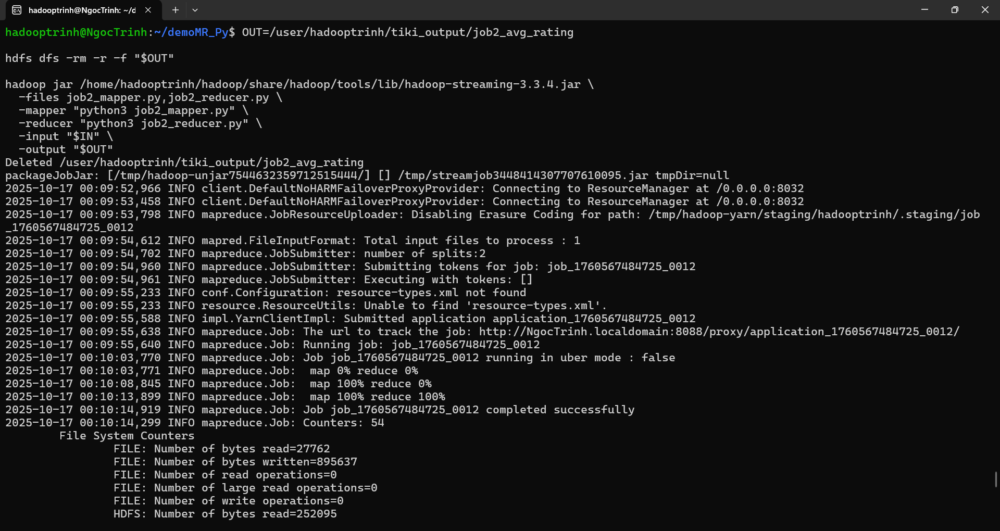 hadooptrinh@NgocTrinh: ~/d
hadooptrinh@NgocTrinh:~/demoMR_Py$ OUT=/user/hadooptrinh/tiki_output/job2_avg_rating
hdfs dfs -rm -r -f "$OUT"
hadoop jar /home/hadooptrinh/hadoop/share/hadoop/tools/lib/hadoop-streaming-3.3.4.jar \
  -files job2_mapper.py,job2_reducer.py \
  -mapper "python3 job2_mapper.py" \
  -reducer "python3 job2_reducer.py" \
  -input "$IN" \
  -output "$OUT"
Deleted /user/hadooptrinh/tiki_output/job2_avg_rating
packageJobJar: [/tmp/hadoop-unjar7544632359712515444/] [] /tmp/streamjob3448414307707610095.jar tmpDir=null
2025-10-17 00:09:52,966 INFO client.DefaultNoHARMFailoverProxyProvider: Connecting to ResourceManager at /0.0.0.0:8032
2025-10-17 00:09:53,458 INFO client.DefaultNoHARMFailoverProxyProvider: Connecting to ResourceManager at /0.0.0.0:8032
2025-10-17 00:09:53,798 INFO mapreduce.JobResourceUploader: Disabling Erasure Coding for path: /tmp/hadoop-yarn/staging/hadooptrinh/.staging/job
_1760567484725_0012
2025-10-17 00:09:54,612 INFO mapred.FileInputFormat: Total input files to process : 1
2025-10-17 00:09:54,702 INFO mapreduce.JobSubmitter: number of splits:2
2025-10-17 00:09:54,960 INFO mapreduce.JobSubmitter: Submitting tokens for job: job_1760567484725_0012
2025-10-17 00:09:54,961 INFO mapreduce.JobSubmitter: Executing with tokens: []
2025-10-17 00:09:55,233 INFO conf.Configuration: resource-types.xml not found
2025-10-17 00:09:55,233 INFO resource.ResourceUtils: Unable to find 'resource-types.xml'.
2025-10-17 00:09:55,588 INFO impl.YarnClientImpl: Submitted application application_1760567484725_0012
2025-10-17 00:09:55,638 INFO mapreduce.Job: The url to track the job: http://NgocTrinh.localdomain:8088/proxy/application_1760567484725_0012/
2025-10-17 00:09:55,640 INFO mapreduce.Job: Running job: job_1760567484725_0012
2025-10-17 00:10:03,770 INFO mapreduce.Job: Job job_1760567484725_0012 running in uber mode : false
2025-10-17 00:10:03,771 INFO mapreduce.Job:  map 0% reduce 0%
2025-10-17 00:10:08,845 INFO mapreduce.Job:  map 100% reduce 0%
2025-10-17 00:10:13,899 INFO mapreduce.Job:  map 100% reduce 100%
2025-10-17 00:10:14,919 INFO mapreduce.Job: Job job_1760567484725_0012 completed successfully
2025-10-17 00:10:14,299 INFO mapreduce.Job: Counters: 54
        File System Counters
                FILE: Number of bytes read=27762
                FILE: Number of bytes written=895637
                FILE: Number of read operations=0
                FILE: Number of large read operations=0
                FILE: Number of write operations=0
                HDFS: Number of bytes read=252095